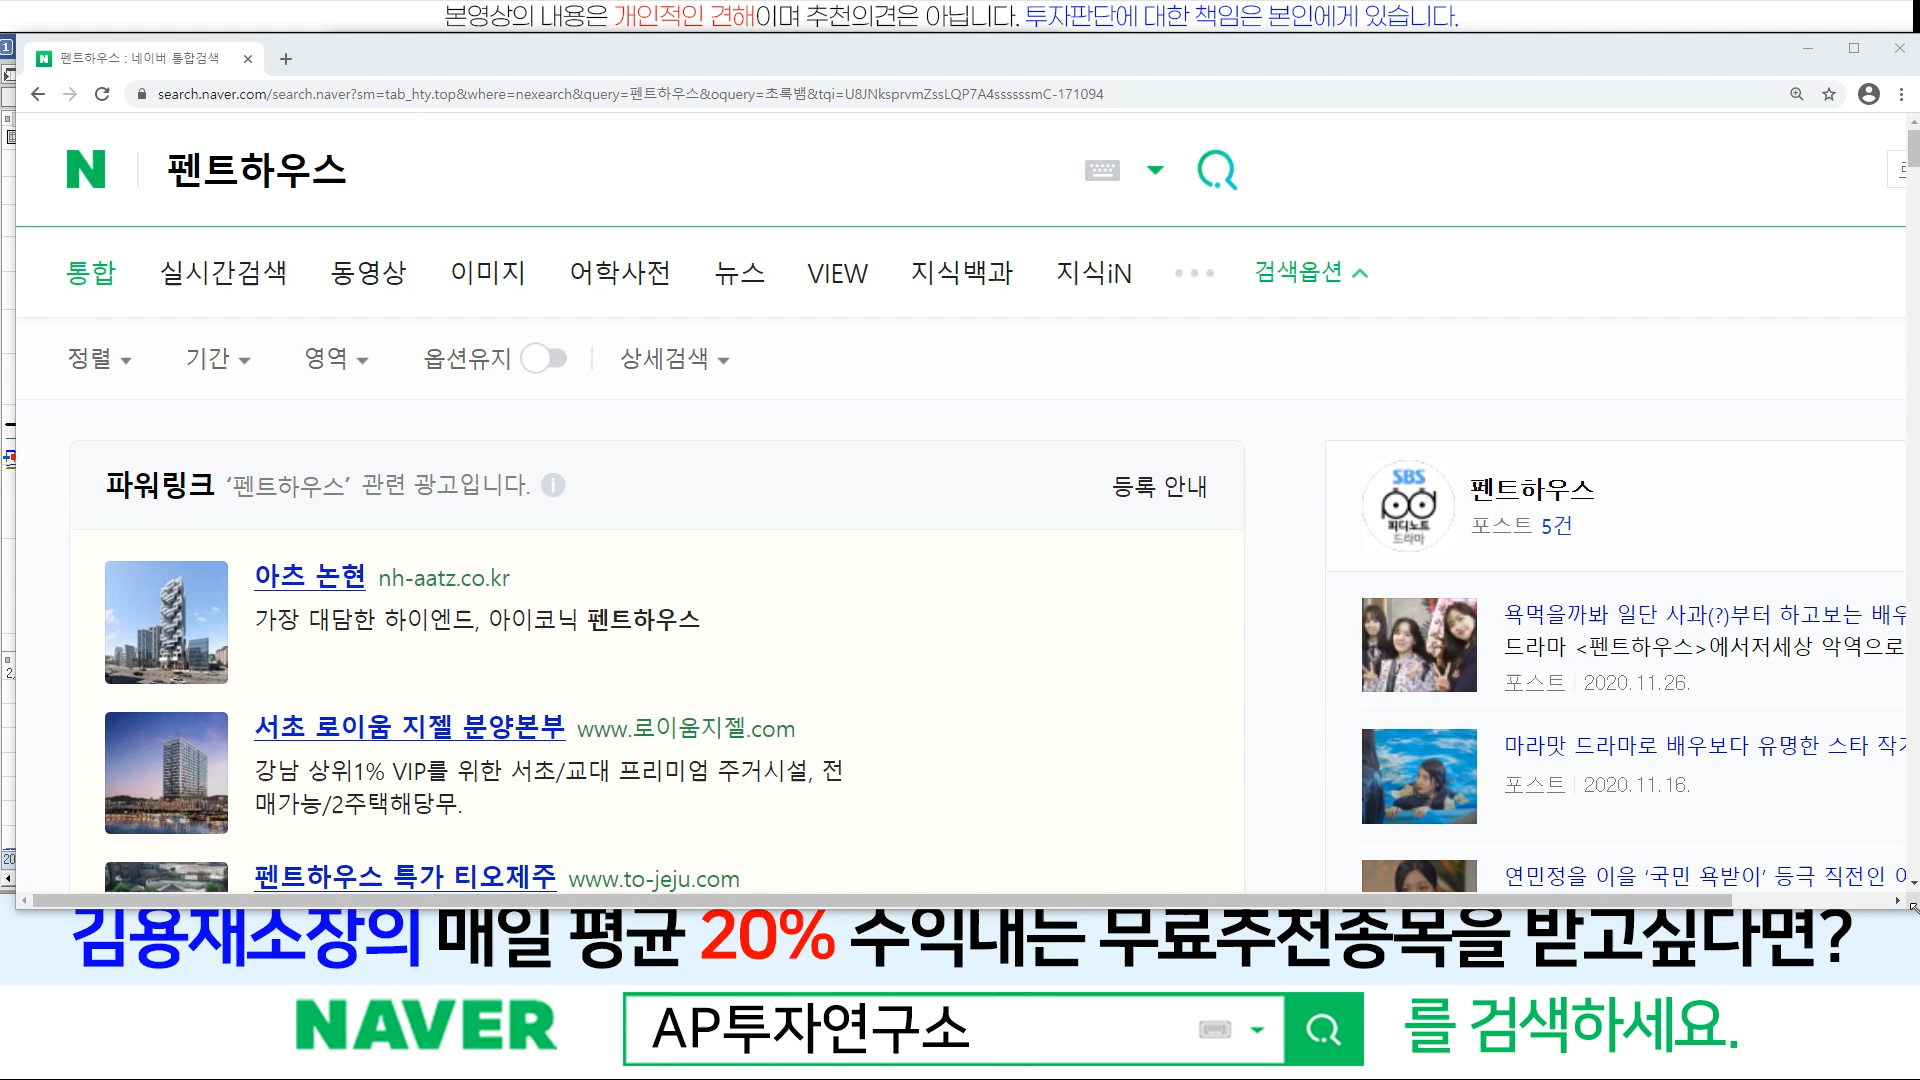 본영상의 내용은 개인적인 견해이며 추천의견은 아닙니다. 투자판단에 대한 책임은 본인에게 있습니다.
1
N 펜트하우스 : 네이버 통합검색
search.naver.com/search.naver?sm=tab_hty.top&where=nexearch&query=펜트하우스&oquery=초록뱀&tqi=U8JNksprvmZssLQP7A4ssssssmC-171094
N 펜트하우스
통합 실시간검색 동영상 이미지 어학사전 뉴스 VIEW 지식백과 지식iN 검색옵션
정렬 기간 영역 옵션유지 상세검색
파워링크 ‘펜트하우스’ 관련 광고입니다. 등록 안내
아츠 논현 nh-aatz.co.kr
가장 대담한 하이엔드, 아이코닉 펜트하우스
서초 로이움 지젤 분양본부 www.로이움지젤.com
강남 상위1% VIP를 위한 서초/교대 프리미엄 주거시설, 전
매가능/2주택해당무.
펜트하우스 특가 티오제주 www.to-jeju.com
SBS
피디노트
드라마
펜트하우스
포스트 5건
욕먹을까봐 일단 사과(?)부터 하고보는 배우
드라마 <펜트하우스>에서저세상 악역으로
포스트 2020.11.26.
마라맛 드라마로 배우보다 유명한 스타
포스트 2020.11.16.
연민정을 이을 ‘국민 욕받이’ 등극 직전인
2,
20
김용재소장의 매일 평균 20% 수익내는 무료추천종목을 받고싶다면?
NAVER AP투자연구소 를 검색하세요.